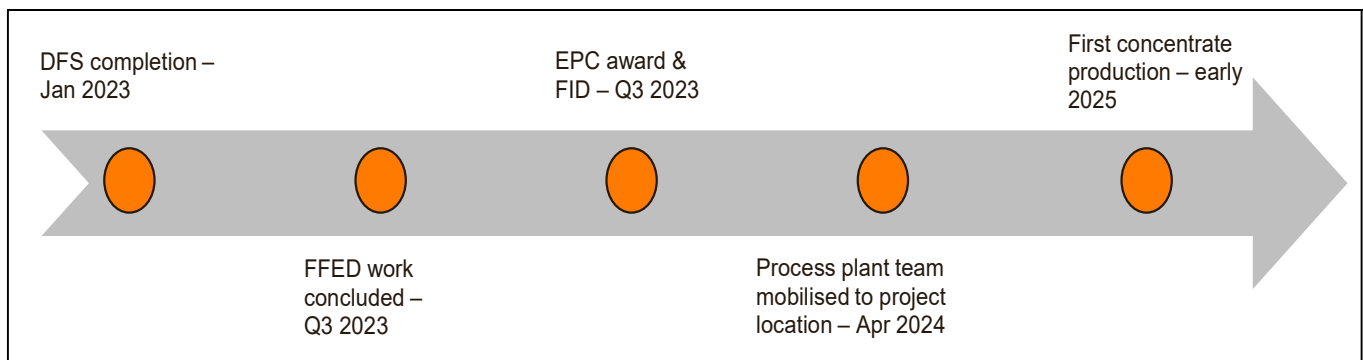 DFS completion –
Jan 2023
FFED work
concluded –
Q3 2023
EPC award &
FID – Q3 2023
Process plant team
mobilised to project
location – Apr 2024
First concentrate
production – early
2025